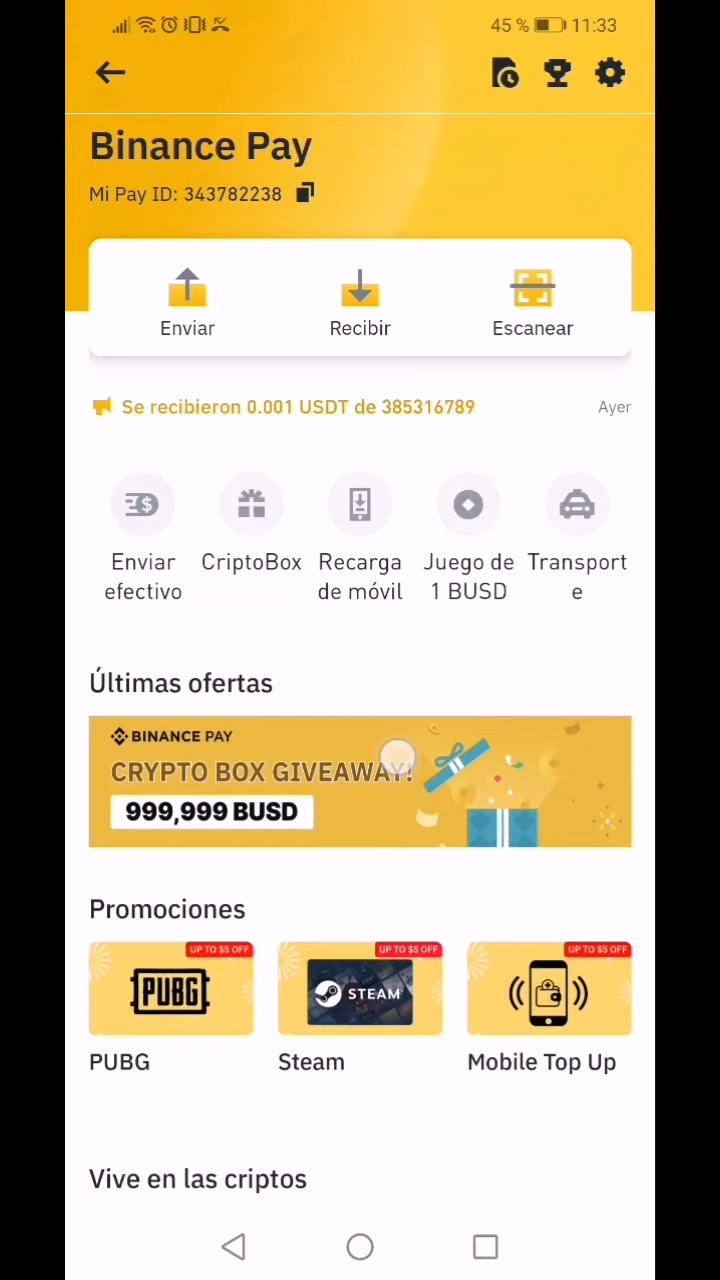 45 % 11:33
Binance Pay
Mi Pay ID: 343782238
Enviar
Recibir
Escanear
Se recibieron 0.001 USDT de 385316789
Ayer
Enviar efectivo
CriptoBox
Recarga de móvil
Juego de 1 BUSD
Transport
e
Últimas ofertas
BINANCE PAY
CRYPTO BOX GIVEAWAY!
999,999 BUSD
Promociones
UP TO $5 OFF
PUBG
PUBG
UP TO $5 OFF
STEAM
Steam
UP TO $5 OFF
Mobile Top Up
Vive en las criptos